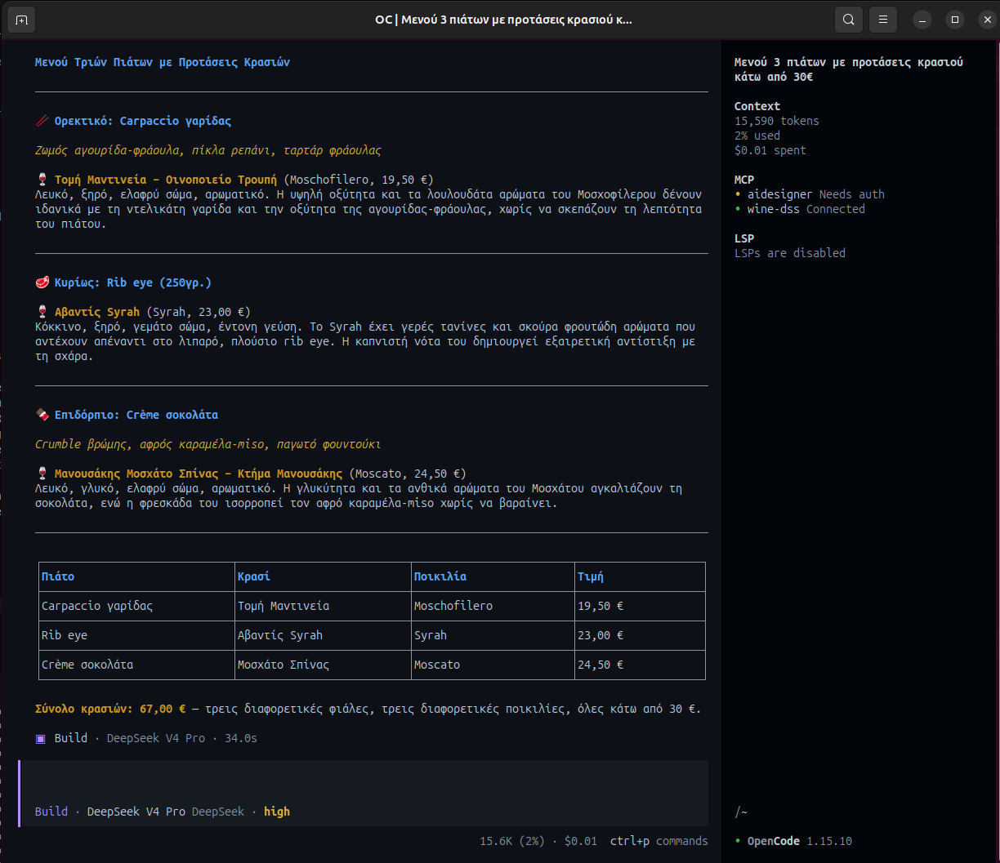 OC | Μενού 3 πιάτων με προτάσεις κρασιού κ...
Μενού Τριών Πιάτων με Προτάσεις Κρασιών
Ορεκτικό: Carpaccio γαρίδας
Ζωμός αγουρίδα-φράουλα, πίκλα ρεπάνι, ταρτάρ φράουλας
Τομή Μαντινεία – Οινοποιείο Τρουπή (Moschofilero, 19,50 €)
Λευκό, ξηρό, ελαφρύ σώμα, αρωματικό. Η υψηλή οξύτητα και τα λουλουδάτα αρώματα του Μοσχοφίλερου δένουν
ιδανικά με τη ντελικάτη γαρίδα και την οξύτητα της αγουρίδας-φράουλας, χωρίς να σκεπάζουν τη λεπτότητα
του πιάτου.
Κυρίως: Rib eye (250γρ.)
Αβαντίς Syrah (Syrah, 23,00 €)
Κόκκινο, ξηρό, γεμάτο σώμα, έντονη γεύση. Το Syrah έχει γερές τανίνες και σκούρα φρουτώδη αρώματα που
αντέχουν απέναντι στο λιπαρό, πλούσιο rib eye. Η καπνιστή νότα του δημιουργεί εξαιρετική αντίστιξη με
τη σχάρα.
Επιδόρπιο: Crème σοκολάτα
Crumble βρώμης, αφρός καραμέλα-miso, παγωτό φουντούκι
Μανουσάκης Μοσχάτο Σπίνας – Κτήμα Μανουσάκης (Moscato, 24,50 €)
Λευκό, γλυκό, ελαφρύ σώμα, αρωματικό. Η γλυκύτητα και τα ανθικά αρώματα του Μοσχάτου αγκαλιάζουν τη
σοκολάτα, ενώ η φρεσκάδα του ισορροπεί τον αφρό καραμέλα-miso χωρίς να βαραίνει.
Πιάτο Κρασί Ποικιλία Τιμή
Carpaccio γαρίδας Τομή Μαντινεία Moschofilero 19,50 €
Rib eye Αβαντίς Syrah Syrah 23,00 €
Crème σοκολάτα Μοσχάτο Σπίνας Moscato 24,50 €
Σύνολο κρασιών: 67,00 € — τρεις διαφορετικές φιάλες, τρεις διαφορετικές ποικιλίες, όλες κάτω από 30 €.
Build · DeepSeek V4 Pro · 34.0s
Build · DeepSeek V4 Pro DeepSeek · high
15.6K (2%) · $0.01 ctrl+p commands
Μενού 3 πιάτων με προτάσεις κρασιού
κάτω από 30€
Context
15,590 tokens
2% used
$0.01 spent
MCP
• aidesigner Needs auth
• wine-dss Connected
LSP
LSPs are disabled
/~
• OpenCode 1.15.10